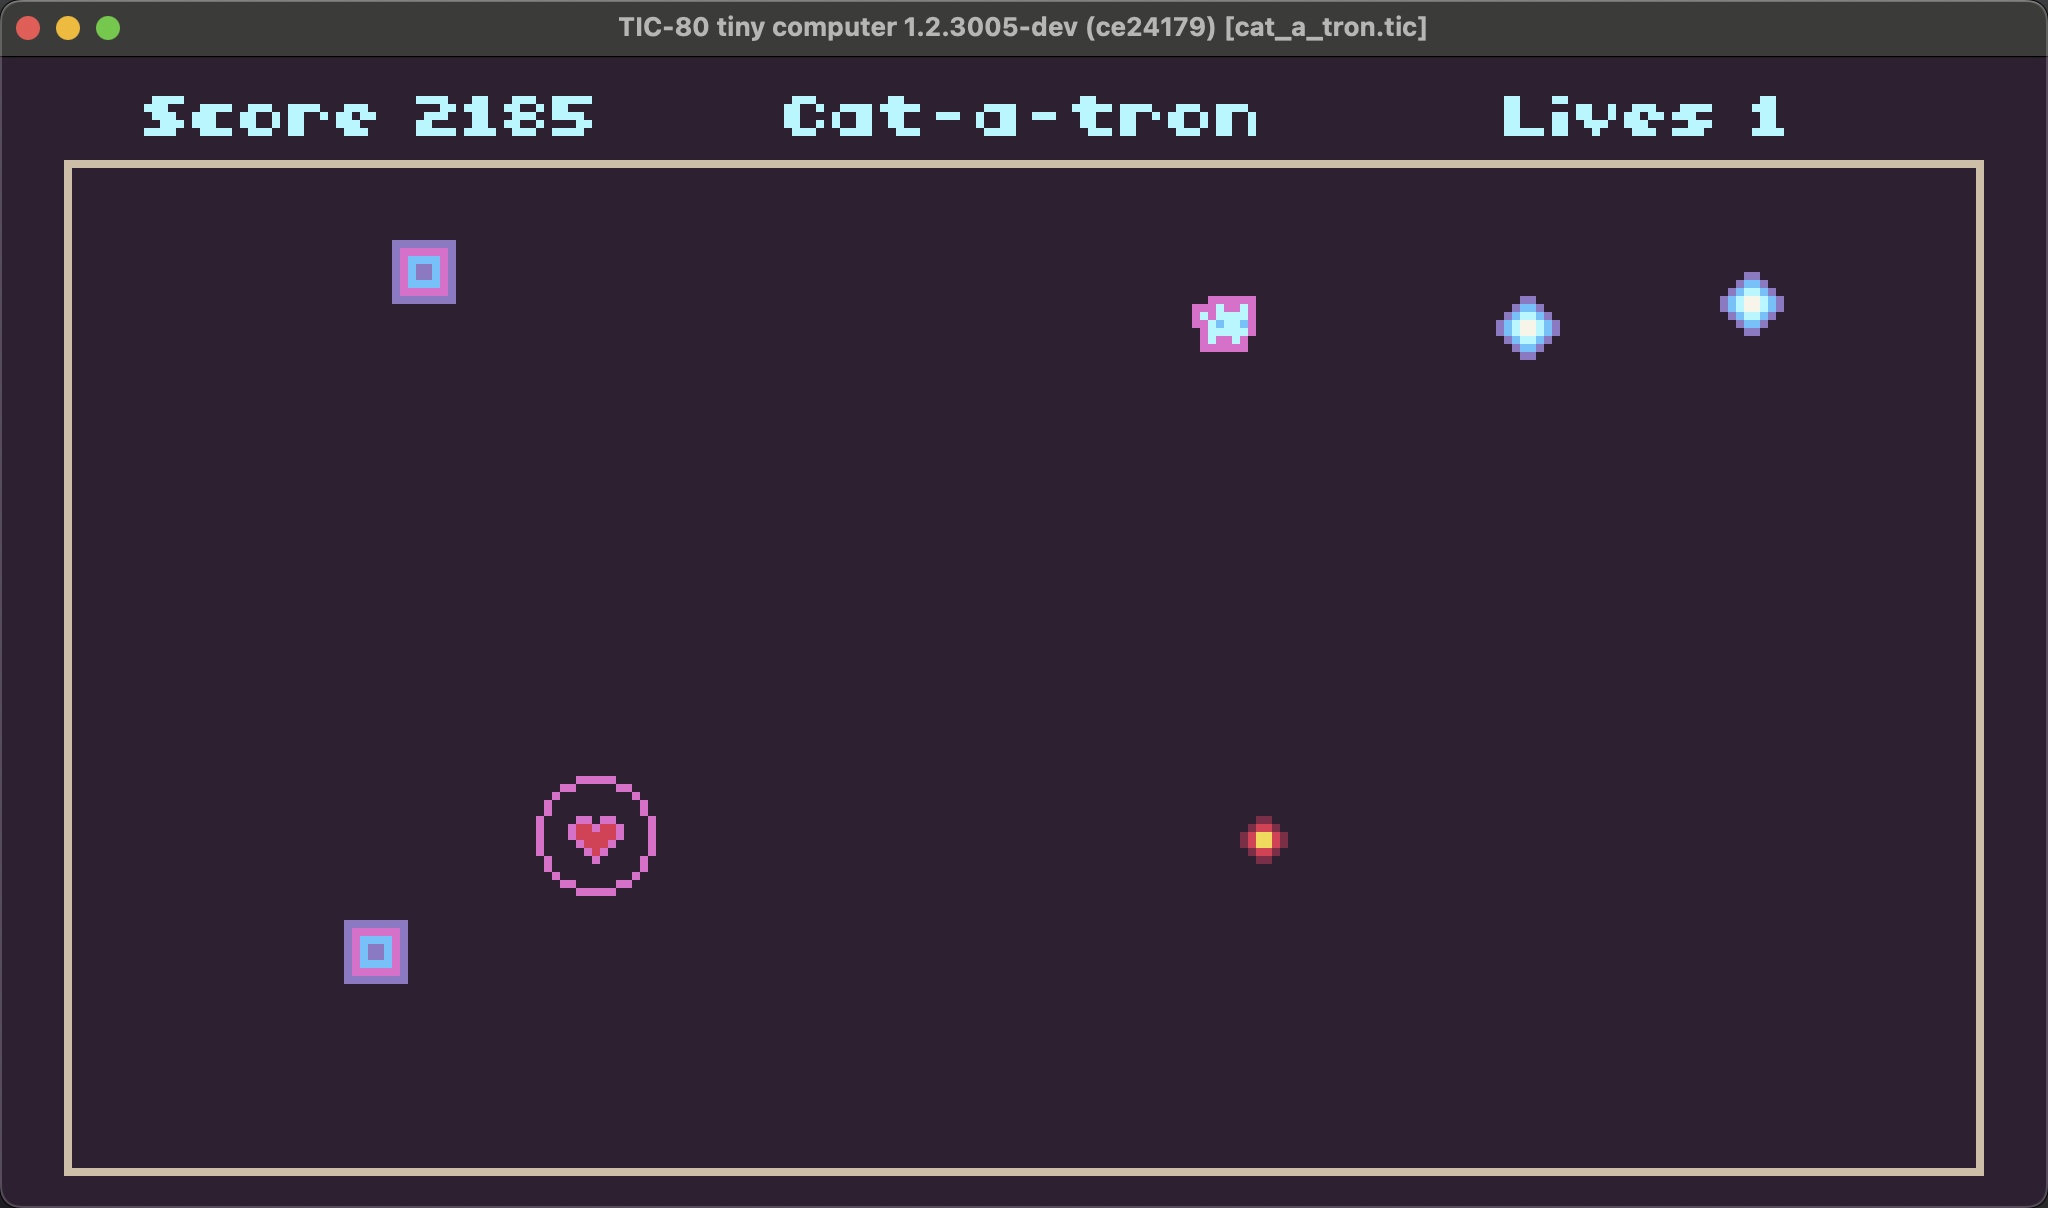 TIC-80 tiny computer 1.2.3005-dev (ce24179) [cat_a_tron.tic]
Score 2185 Cat-a-tron Lives 1